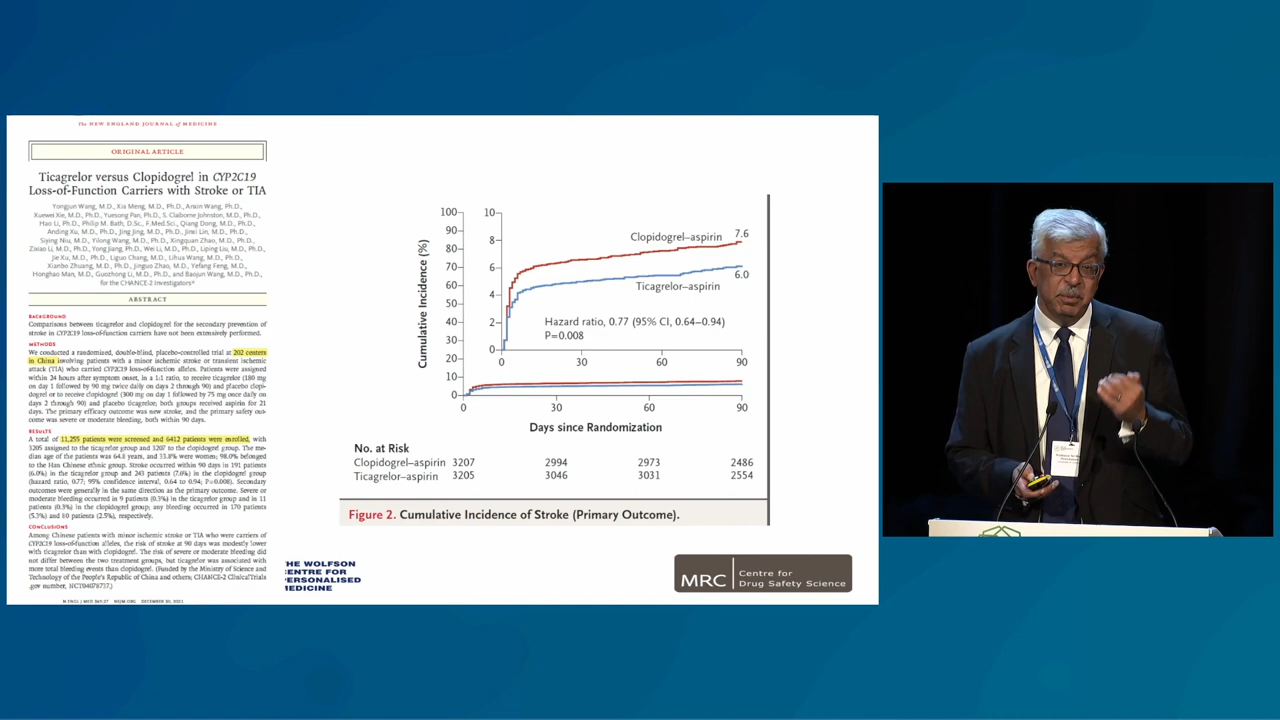 The NEW ENGLAND JOURNAL of MEDICINE
ORIGINAL ARTICLE
Ticagrelor versus Clopidogrel in CYP2C19
Loss-of-Function Carriers with Stroke or TIA
Yongjun Wang, M.D., Xia Meng, M.D., Ph.D., Anxin Wang, Ph.D.,
Xuewei Xie, M.D., Ph.D., Yuesong Pan, Ph.D., S. Claiborne Johnston, M.D., Ph.D.,
Hao Li, Ph.D., Philip M. Bath, D.Sc., F.Med.Sci., Qiang Dong, M.D., Ph.D.,
Anding Xu, M.D., Ph.D., Jing Jing, M.D., Ph.D., Jinxi Lin, M.D., Ph.D.,
Siying Niu, M.D., Ph.D., Yilong Wang, M.D., Ph.D., Xingquan Zhao, M.D., Ph.D.,
Zixiao Li, M.D., Ph.D., Yong Jiang, Ph.D., Wei Li, M.D., Ph.D., Liping Liu, M.D., Ph.D.,
Jie Xu, M.D., Ph.D., Liguo Chang, M.D., Lihua Wang, M.D., Ph.D.,
Xianbo Zhuang, M.D., Ph.D., Jinguo Zhao, M.D., Yefang Feng, M.D.,
Honghao Man, M.D., Guozhong Li, M.D., Ph.D., and Baojun Wang, M.D., Ph.D.,
for the CHANCE-2 Investigators*
ABSTRACT
BACKGROUND
Comparisons between ticagrelor and clopidogrel for the secondary prevention of
stroke in CYP2C19 loss-of-function carriers have not been extensively performed.
METHODS
We conducted a randomized, double-blind, placebo-controlled trial at 202 centers
in China involving patients with a minor ischemic stroke or transient ischemic
attack (TIA) who carried CYP2C19 loss-of-function alleles. Patients were assigned
within 24 hours after symptom onset, in a 1:1 ratio, to receive ticagrelor (180 mg
on day 1 followed by 90 mg twice daily on days 2 through 90) and placebo clopi-
dogrel or to receive clopidogrel (300 mg on day 1 followed by 75 mg once daily on
days 2 through 90) and placebo ticagrelor; both groups received aspirin for 21
days. The primary efficacy outcome was new stroke, and the primary safety out-
come was severe or moderate bleeding, both within 90 days.
RESULTS
A total of 11,255 patients were screened and 6412 patients were enrolled, with
3205 assigned to the ticagrelor group and 3207 to the clopidogrel group. The me-
dian age of the patients was 64.8 years, and 33.8% were women; 98.0% belonged
to the Han Chinese ethnic group. Stroke occurred within 90 days in 191 patients
(6.0%) in the ticagrelor group and 243 patients (7.6%) in the clopidogrel group
(hazard ratio, 0.77; 95% confidence interval, 0.64 to 0.94; P=0.008). Secondary
outcomes were generally in the same direction as the primary outcome. Severe or
moderate bleeding occurred in 9 patients (0.3%) in the ticagrelor group and in 11
patients (0.3%) in the clopidogrel group; any bleeding occurred in 170 patients
(5.3%) and 80 patients (2.5%), respectively.
CONCLUSIONS
Among Chinese patients with minor ischemic stroke or TIA who were carriers of
CYP2C19 loss-of-function alleles, the risk of stroke at 90 days was modestly lower
with ticagrelor than with clopidogrel. The risk of severe or moderate bleeding did
not differ between the two treatment groups, but ticagrelor was associated with
more total bleeding events than clopidogrel. (Funded by the Ministry of Science and
Technology of the People's Republic of China and others; CHANCE-2 ClinicalTrials
.gov number, NCT04078737.)
N ENGL J MED 385;27 NEJM.ORG DECEMBER 30, 2021
Cumulative Incidence (%)
100
90
80
70
60
50
40
30
20
10
0
10
8
6
4
2
0
Clopidogrel–aspirin 7.6
6.0
Ticagrelor–aspirin
Hazard ratio, 0.77 (95% CI, 0.64–0.94)
P=0.008
0 30 60 90
0 30 60 90
Days since Randomization
No. at Risk
Clopidogrel–aspirin 3207 2994 2973 2486
Ticagrelor–aspirin 3205 3046 3031 2554
Figure 2. Cumulative Incidence of Stroke (Primary Outcome).
HE WOLFSON
ENTRE FOR
ERSONALISED
MEDICINE
MRC Centre for
Drug Safety Science